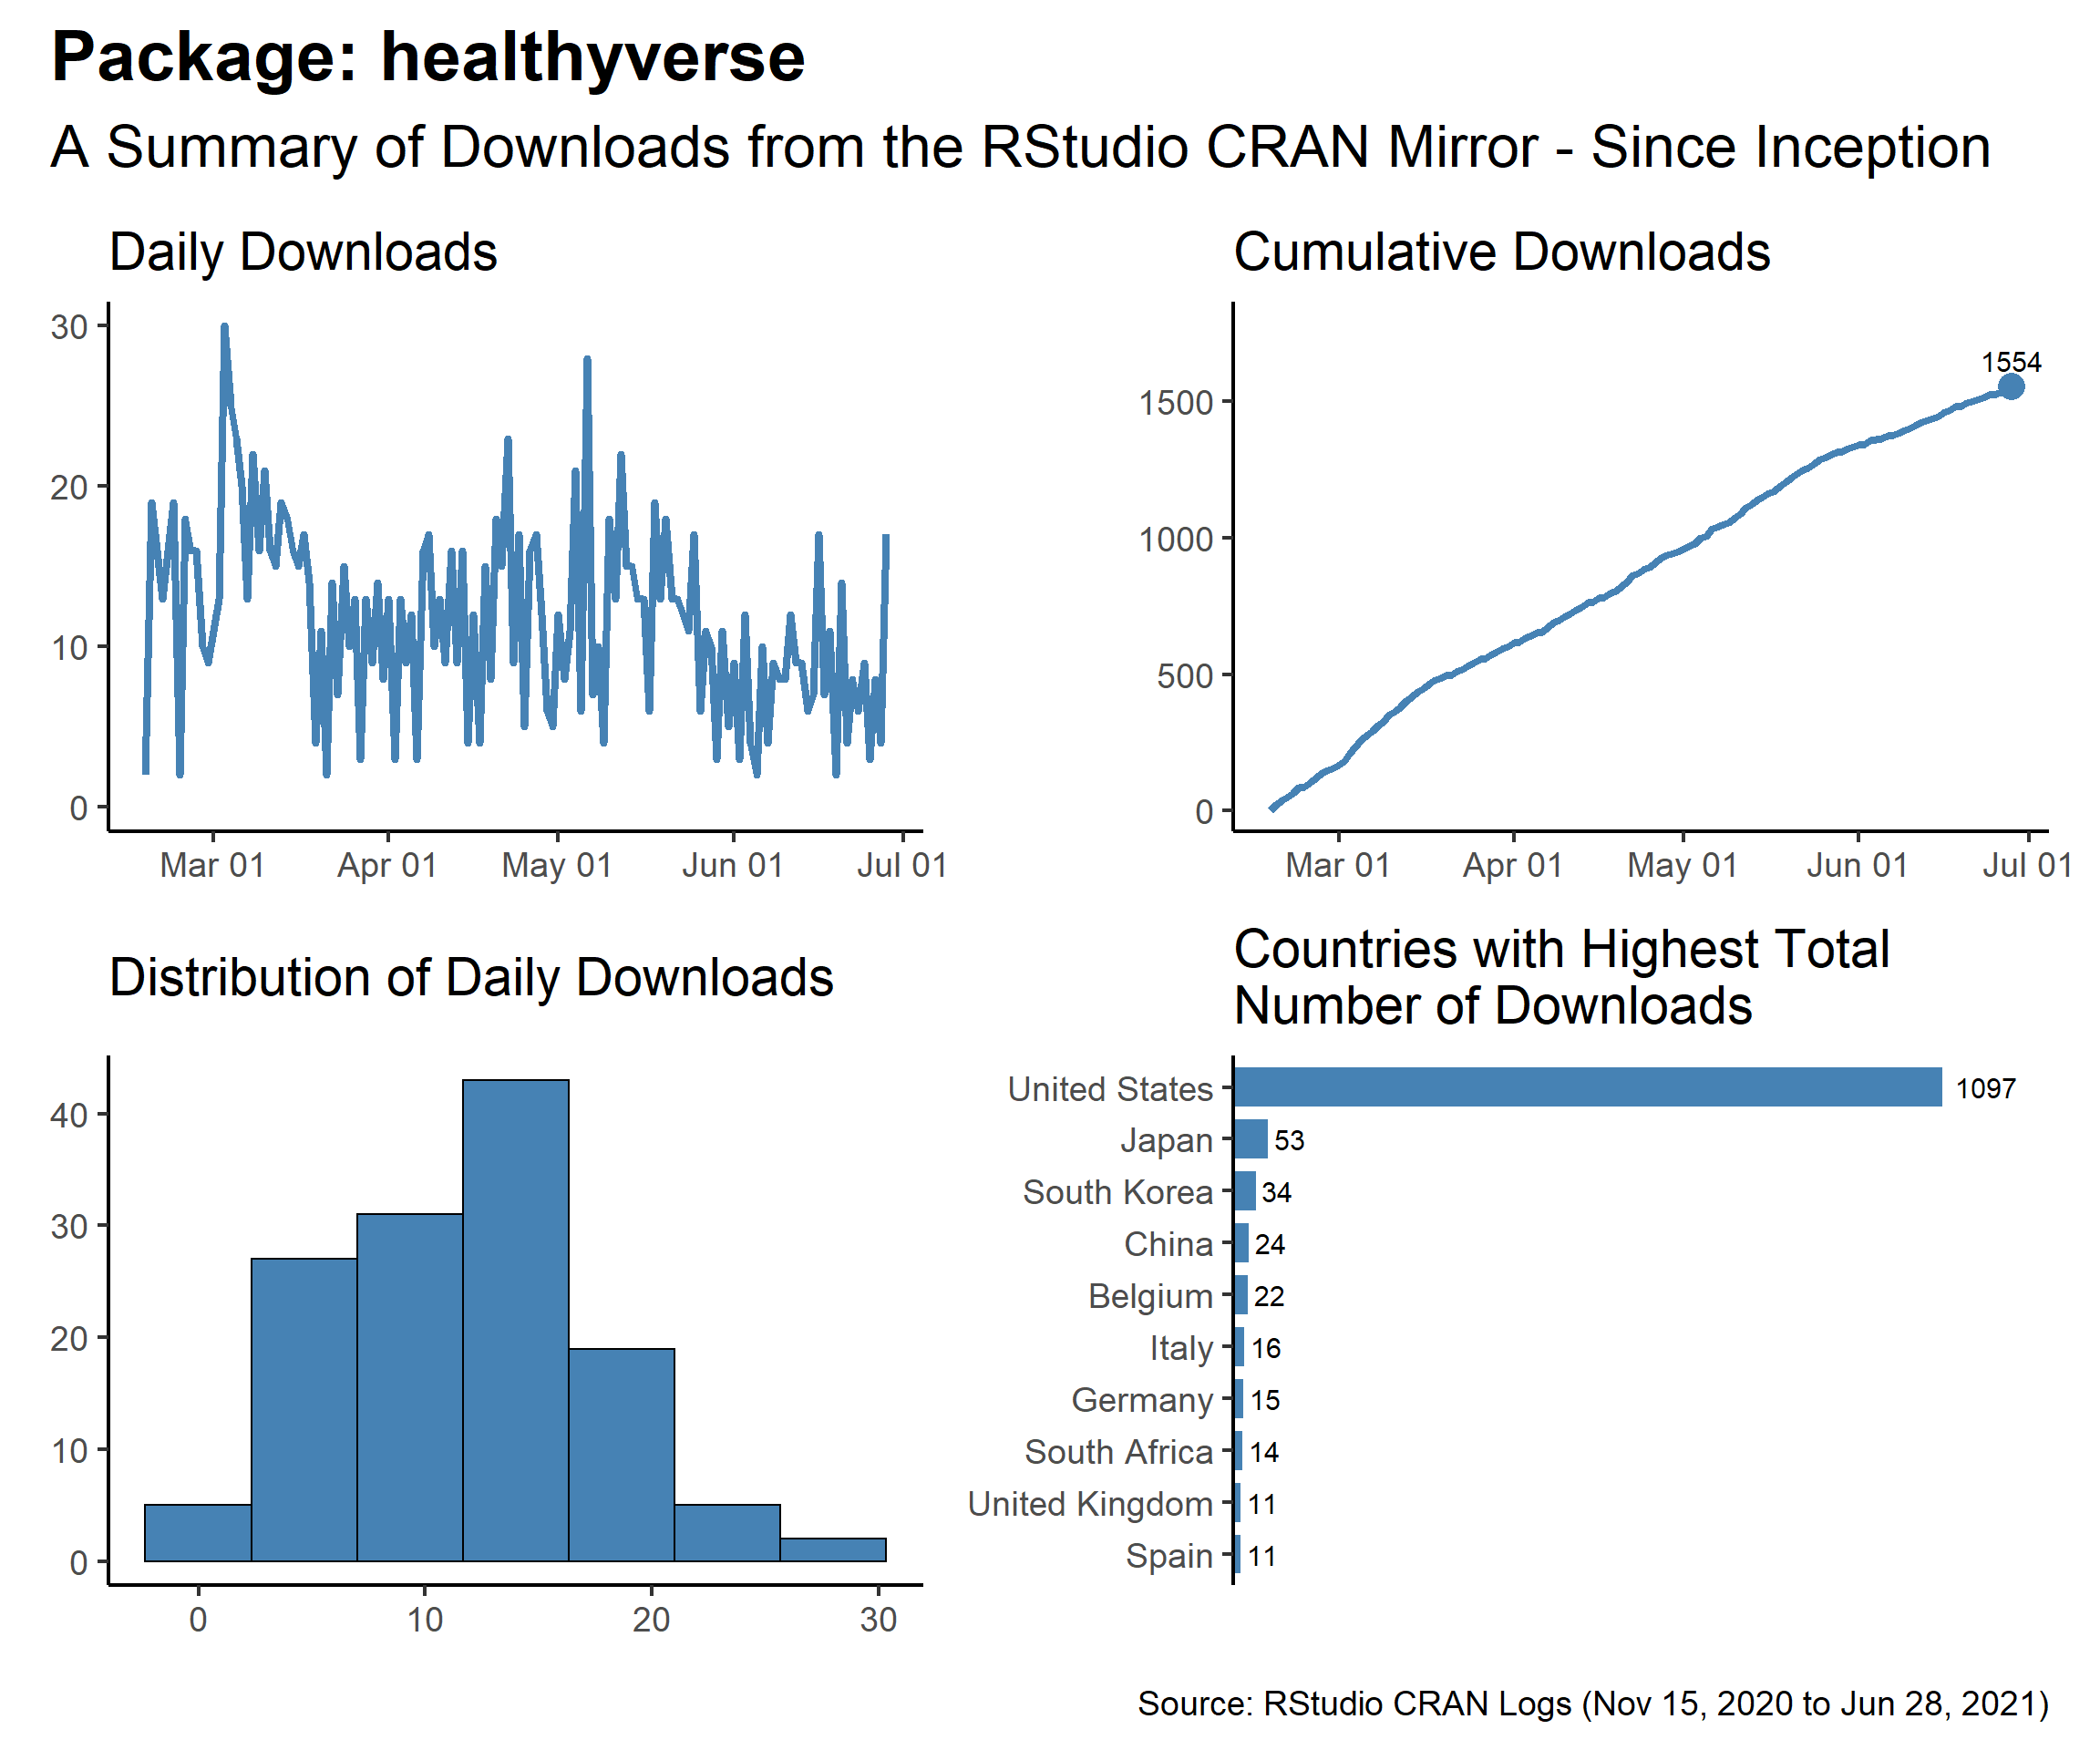 Package: healthyverse
A Summary of Downloads from the RStudio CRAN Mirror - Since Inception
Daily Downloads
30
20
10
0
Mar 01 Apr 01 May 01 Jun 01 Jul 01
Cumulative Downloads
1554
1500
1000
500
0
Mar 01 Apr 01 May 01 Jun 01 Jul 01
Distribution of Daily Downloads
40
30
20
10
0
0 10 20 30
Countries with Highest Total
Number of Downloads
United States 1097
Japan 53
South Korea 34
China 24
Belgium 22
Italy 16
Germany 15
South Africa 14
United Kingdom 11
Spain 11
Source: RStudio CRAN Logs (Nov 15, 2020 to Jun 28, 2021)